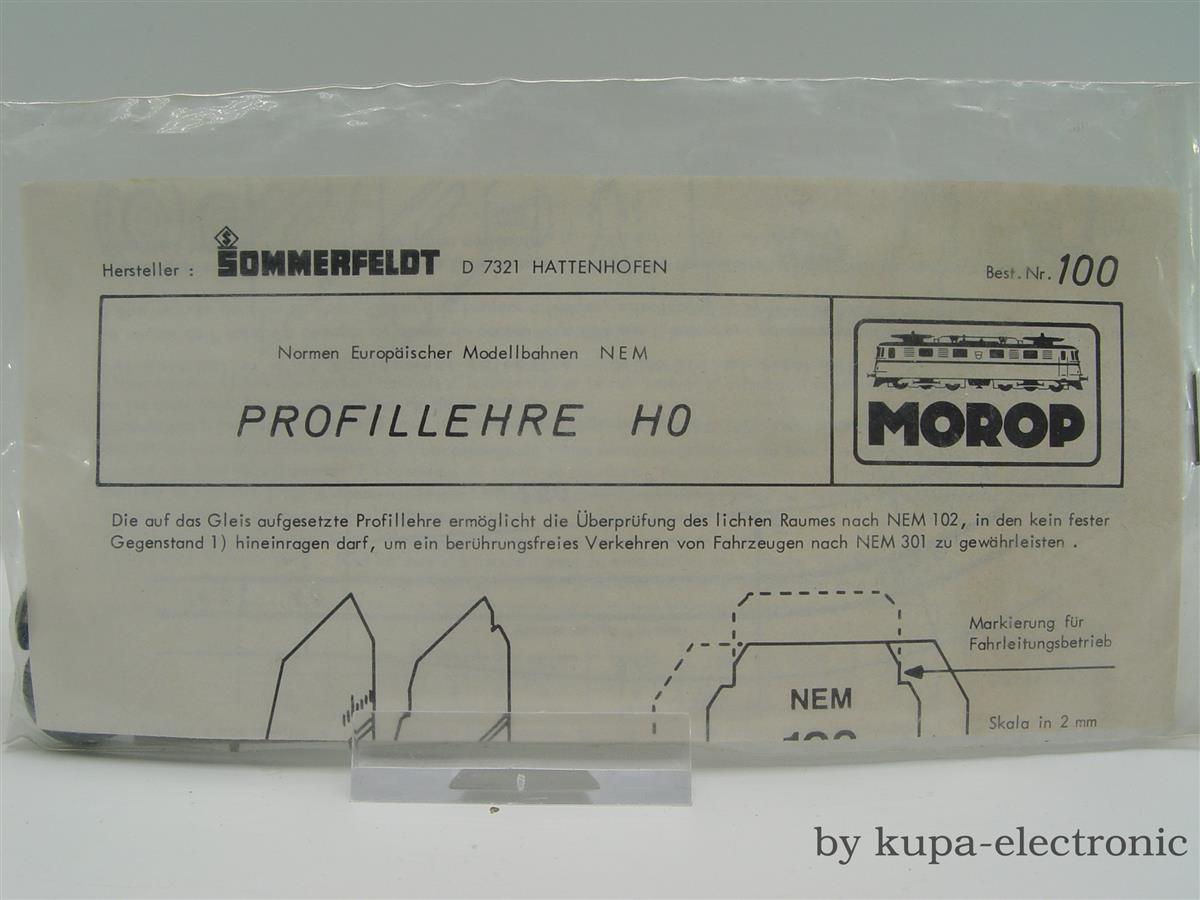 Hersteller : S SOMMERFELDT D 7321 HATTENHOFEN Best. Nr. 100
Normen Europäischer Modellbahnen NEM
PROFILLEHRE HO
MOROP
Die auf das Gleis aufgesetzte Profillehre ermöglicht die Überprüfung des lichten Raumes nach NEM 102, in den kein fester
Gegenstand 1) hineinragen darf, um ein berührungsfreies Verkehren von Fahrzeugen nach NEM 301 zu gewährleisten .
Markierung für
Fahrleitungsbetrieb
NEM
Skala in 2 mm
by kupa-electronic